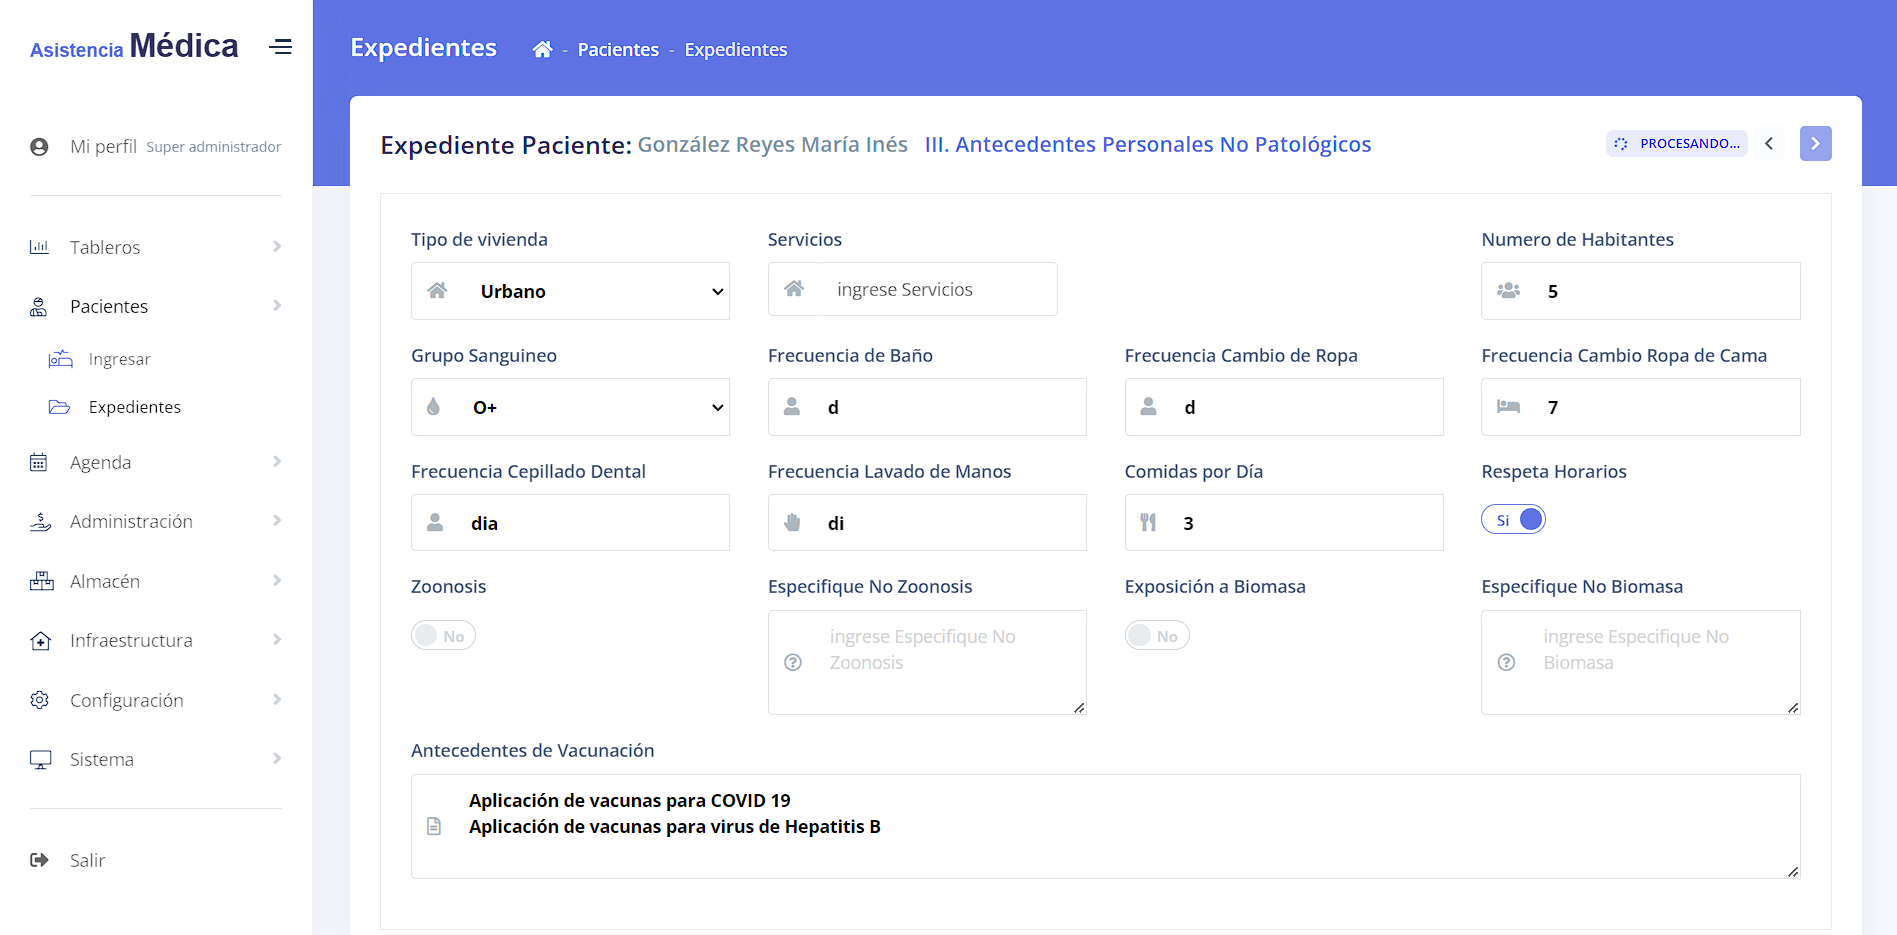 Asistencia Médica
Mi perfil Super administrador
Tableros
Pacientes
Ingresar
Expedientes
Agenda
Administración
Almacén
Infraestructura
Configuración
Sistema
Salir
Expedientes - Pacientes - Expedientes
Expediente Paciente: González Reyes María Inés III. Antecedentes Personales No Patológicos PROCESANDO...
Tipo de vivienda Servicios Numero de Habitantes
Urbano ingrese Servicios 5
Grupo Sanguineo Frecuencia de Baño Frecuencia Cambio de Ropa Frecuencia Cambio Ropa de Cama
O+ d d 7
Frecuencia Cepillado Dental Frecuencia Lavado de Manos Comidas por Día Respeta Horarios
dia di 3 Si
Zoonosis Especifique No Zoonosis Exposición a Biomasa Especifique No Biomasa
No ingrese Especifique No Zoonosis No ingrese Especifique No Biomasa
Antecedentes de Vacunación
Aplicación de vacunas para COVID 19
Aplicación de vacunas para virus de Hepatitis B